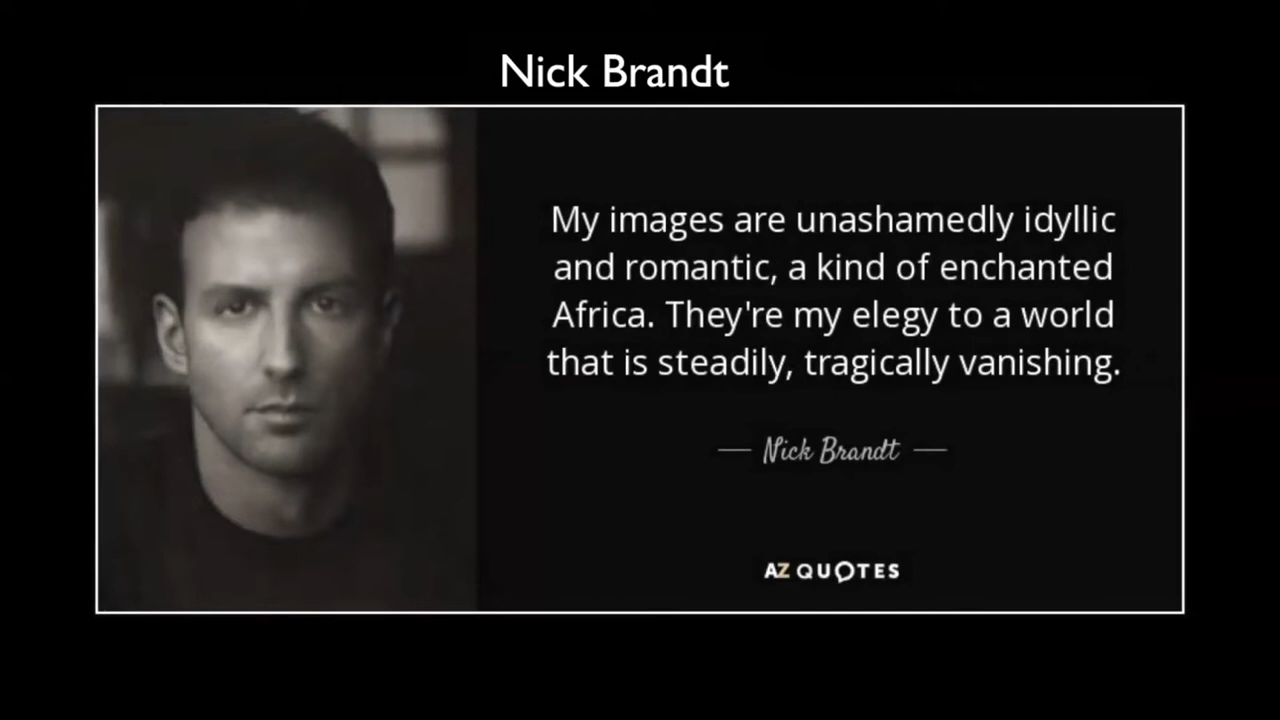 Nick Brandt
My images are unashamedly idyllic
and romantic, a kind of enchanted
Africa. They're my elegy to a world
that is steadily, tragically vanishing.
— Nick Brandt —
AZ QUOTES